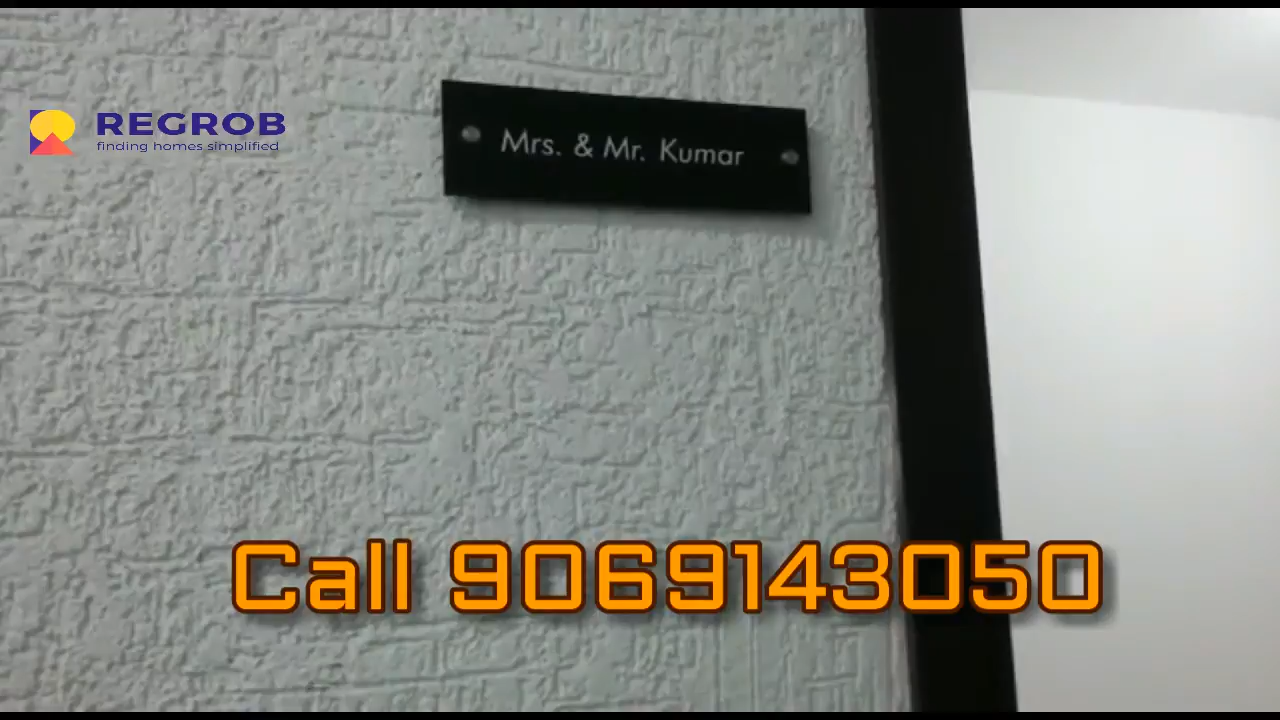 REGROB
finding homes simplified
Mrs. & Mr. Kumar
Call 9069143050